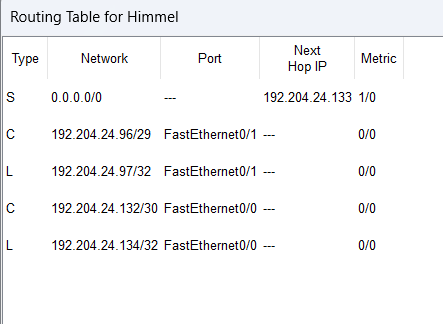 Routing Table for Himmel
Type Network Port Next Hop IP Metric
S 0.0.0.0/0 --- 192.204.24.133 1/0
C 192.204.24.96/29 FastEthernet0/1 --- 0/0
L 192.204.24.97/32 FastEthernet0/1 --- 0/0
C 192.204.24.132/30 FastEthernet0/0 --- 0/0
L 192.204.24.134/32 FastEthernet0/0 --- 0/0